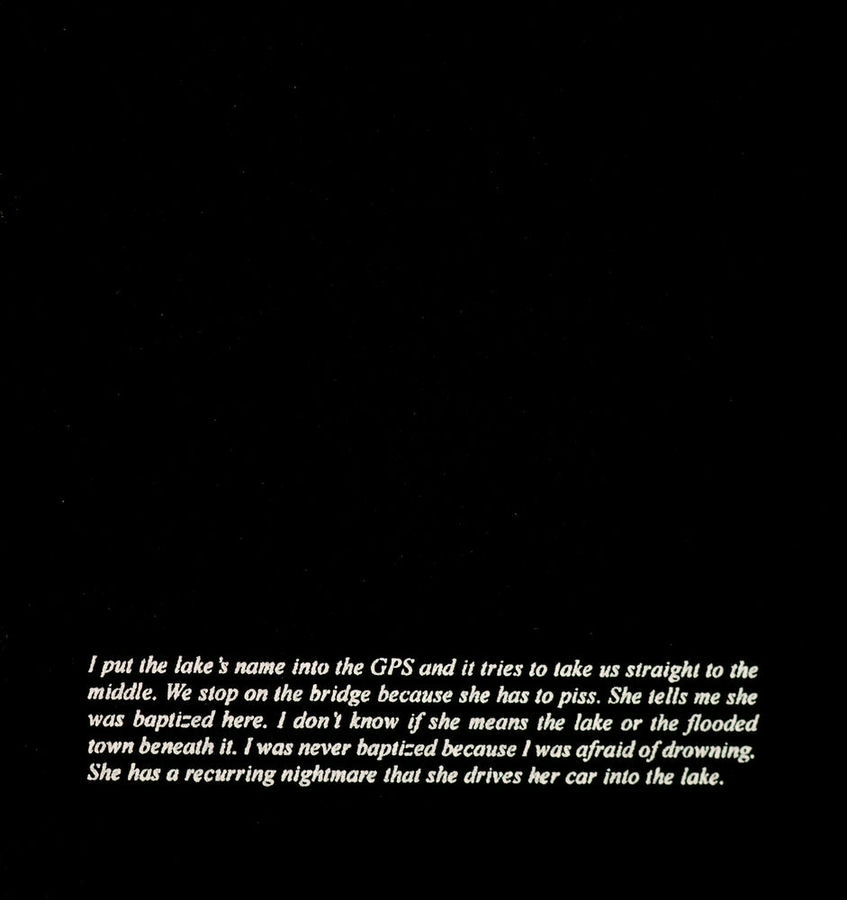 I put the lake's name into the GPS and it tries to take us straight to the
middle. We stop on the bridge because she has to piss. She tells me she
was baptized here. I don't know if she means the lake or the flooded
town beneath it. I was never baptized because I was afraid of drowning.
She has a recurring nightmare that she drives her car into the lake.